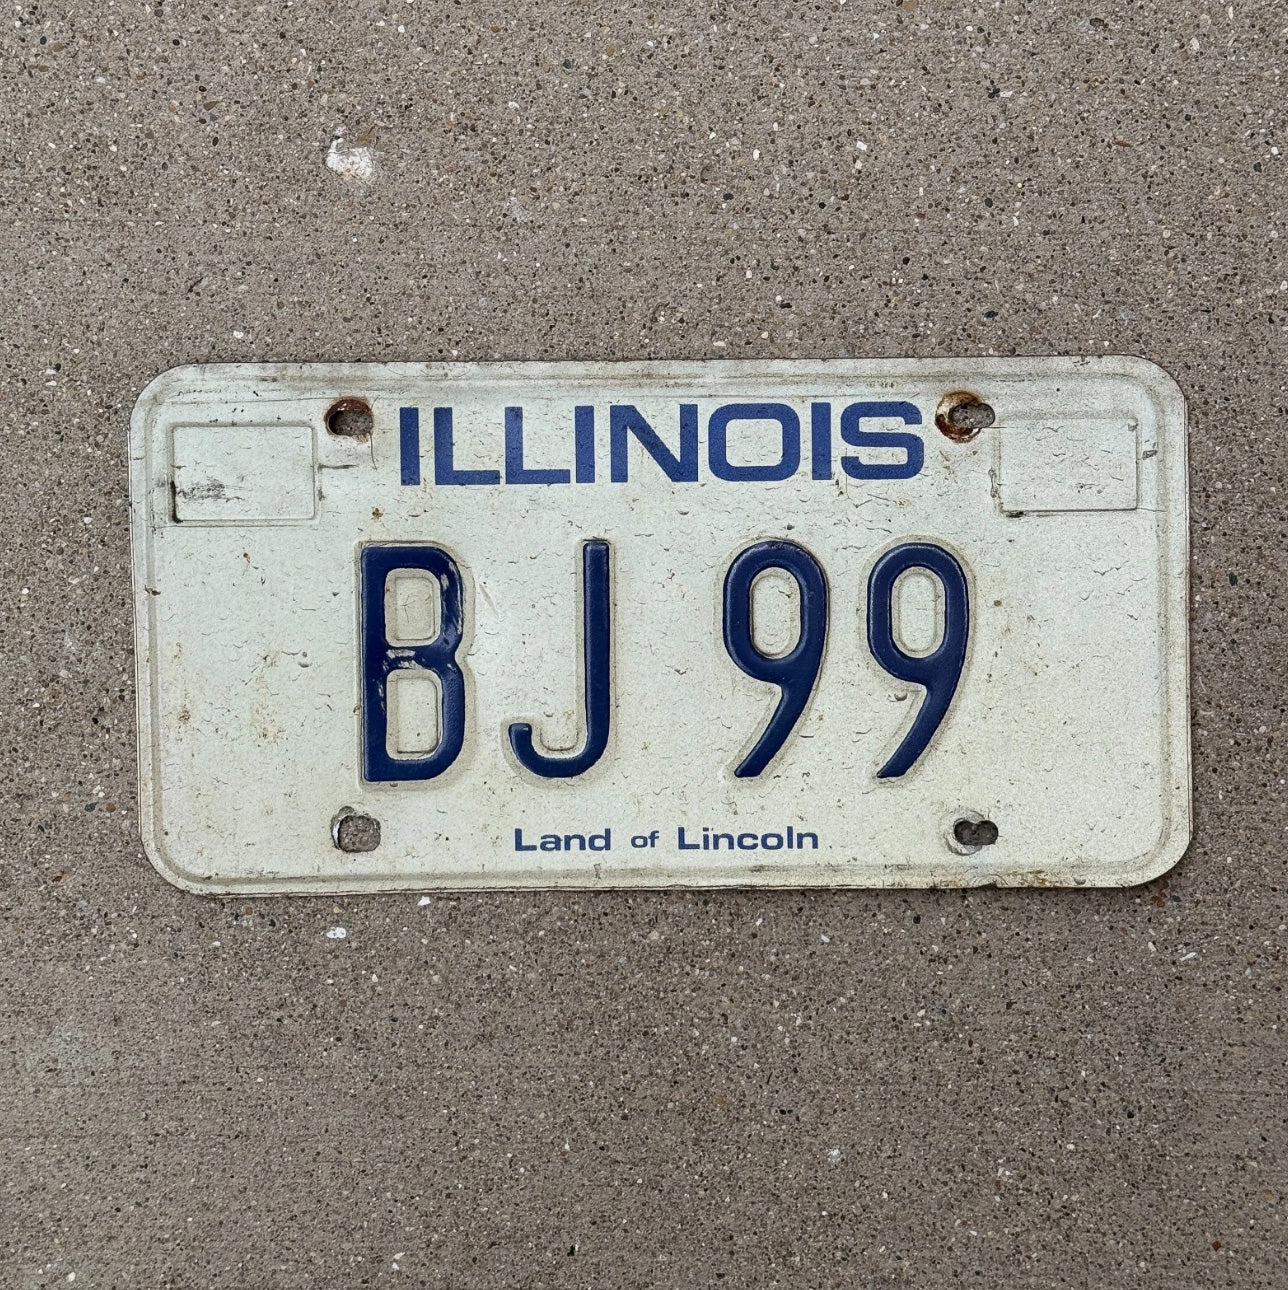 ILLINOIS
BJ 99
Land of Lincoln